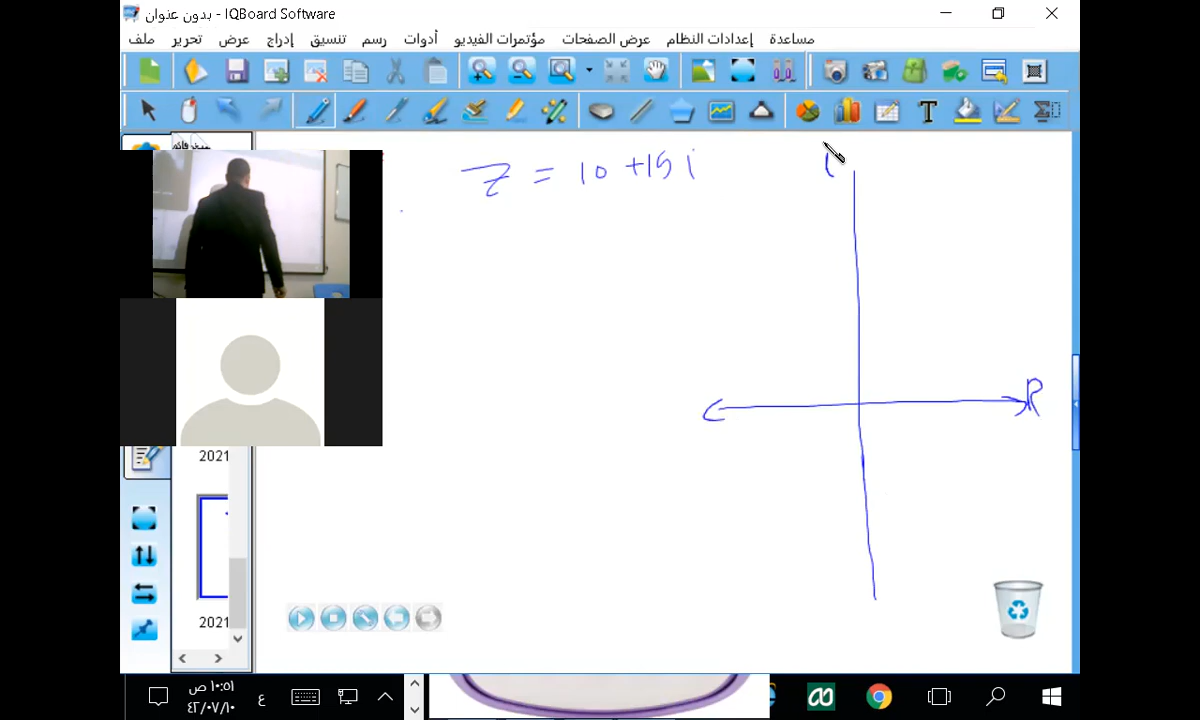 بدون عنوان - IQBoard Software
ملف تحرير عرض إدراج تنسيق رسم أدوات مؤتمرات الفيديو عرض الصفحات إعدادات النظام مساعدة
Z = 10 +15 i
i
R
2021
2021
١٠:٥١ ص
ع
٤٢/٠٧/١٠